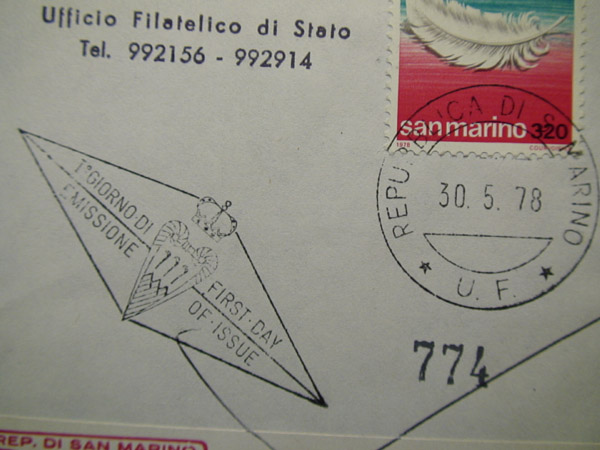 Ufficio Filatelico di Stato
Tel. 992156 - 992914
san marino 320
1978
REPUBBLICA DI S. MARINO
30. 5. 78
★ U. F. ★
1° GIORNO DI
EMISSIONE
FIRST · DAY
OF · ISSUE
774
REP. DI SAN MARINO